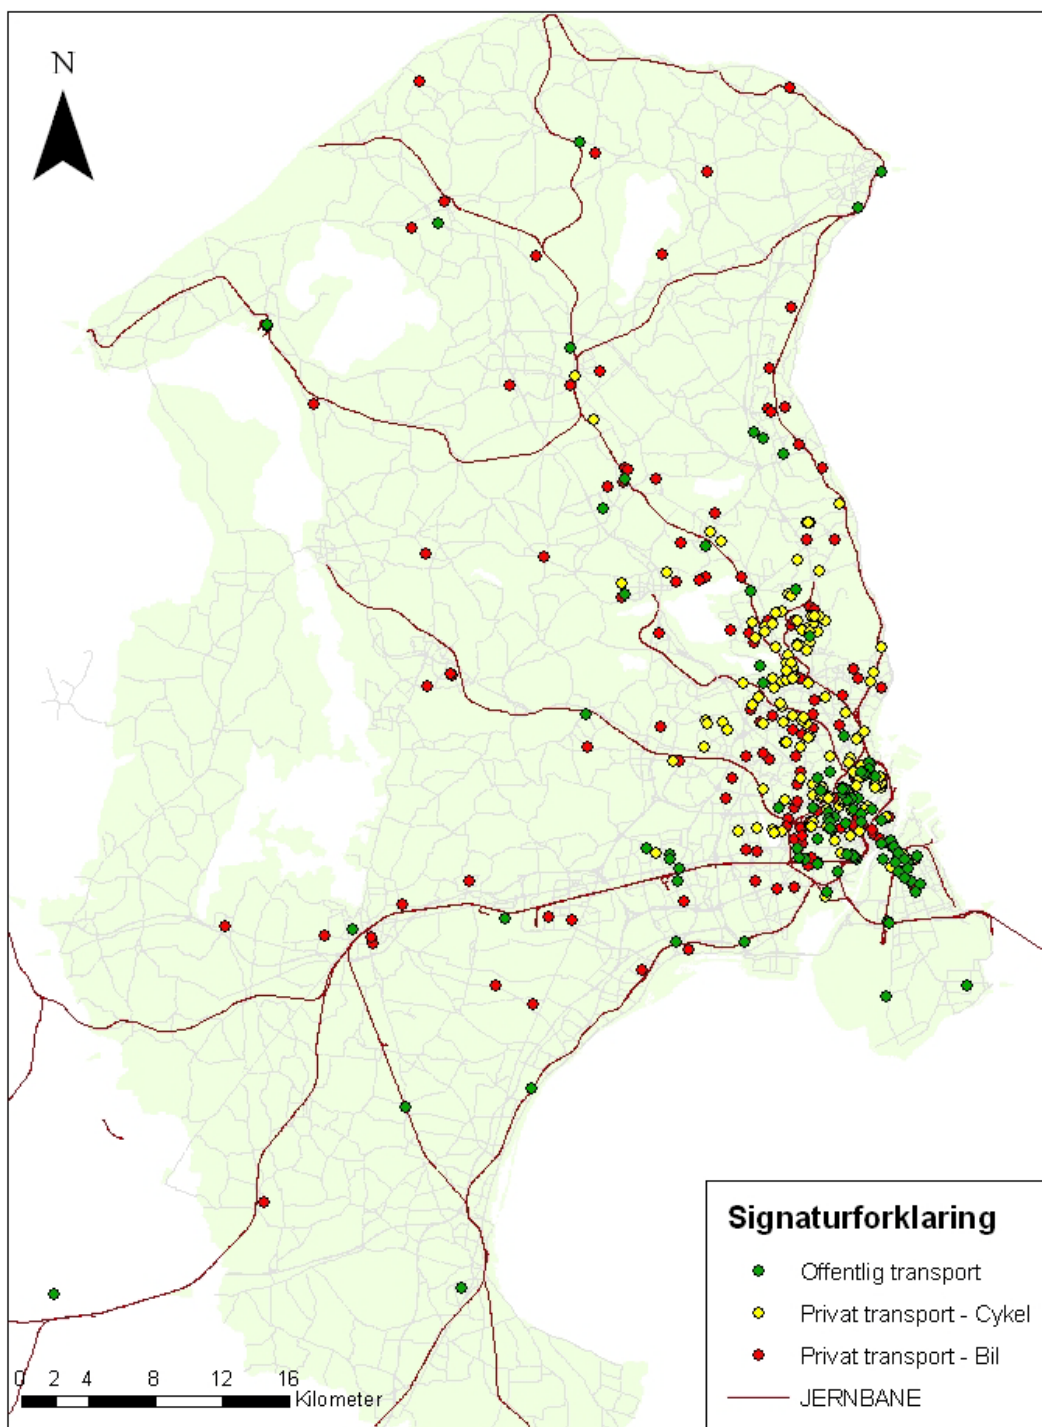 N
Signaturforklaring
Offentlig transport
Privat transport - Cykel
Privat transport - Bil
JERNBANE
0 2 4 8 12 16
Kilometer